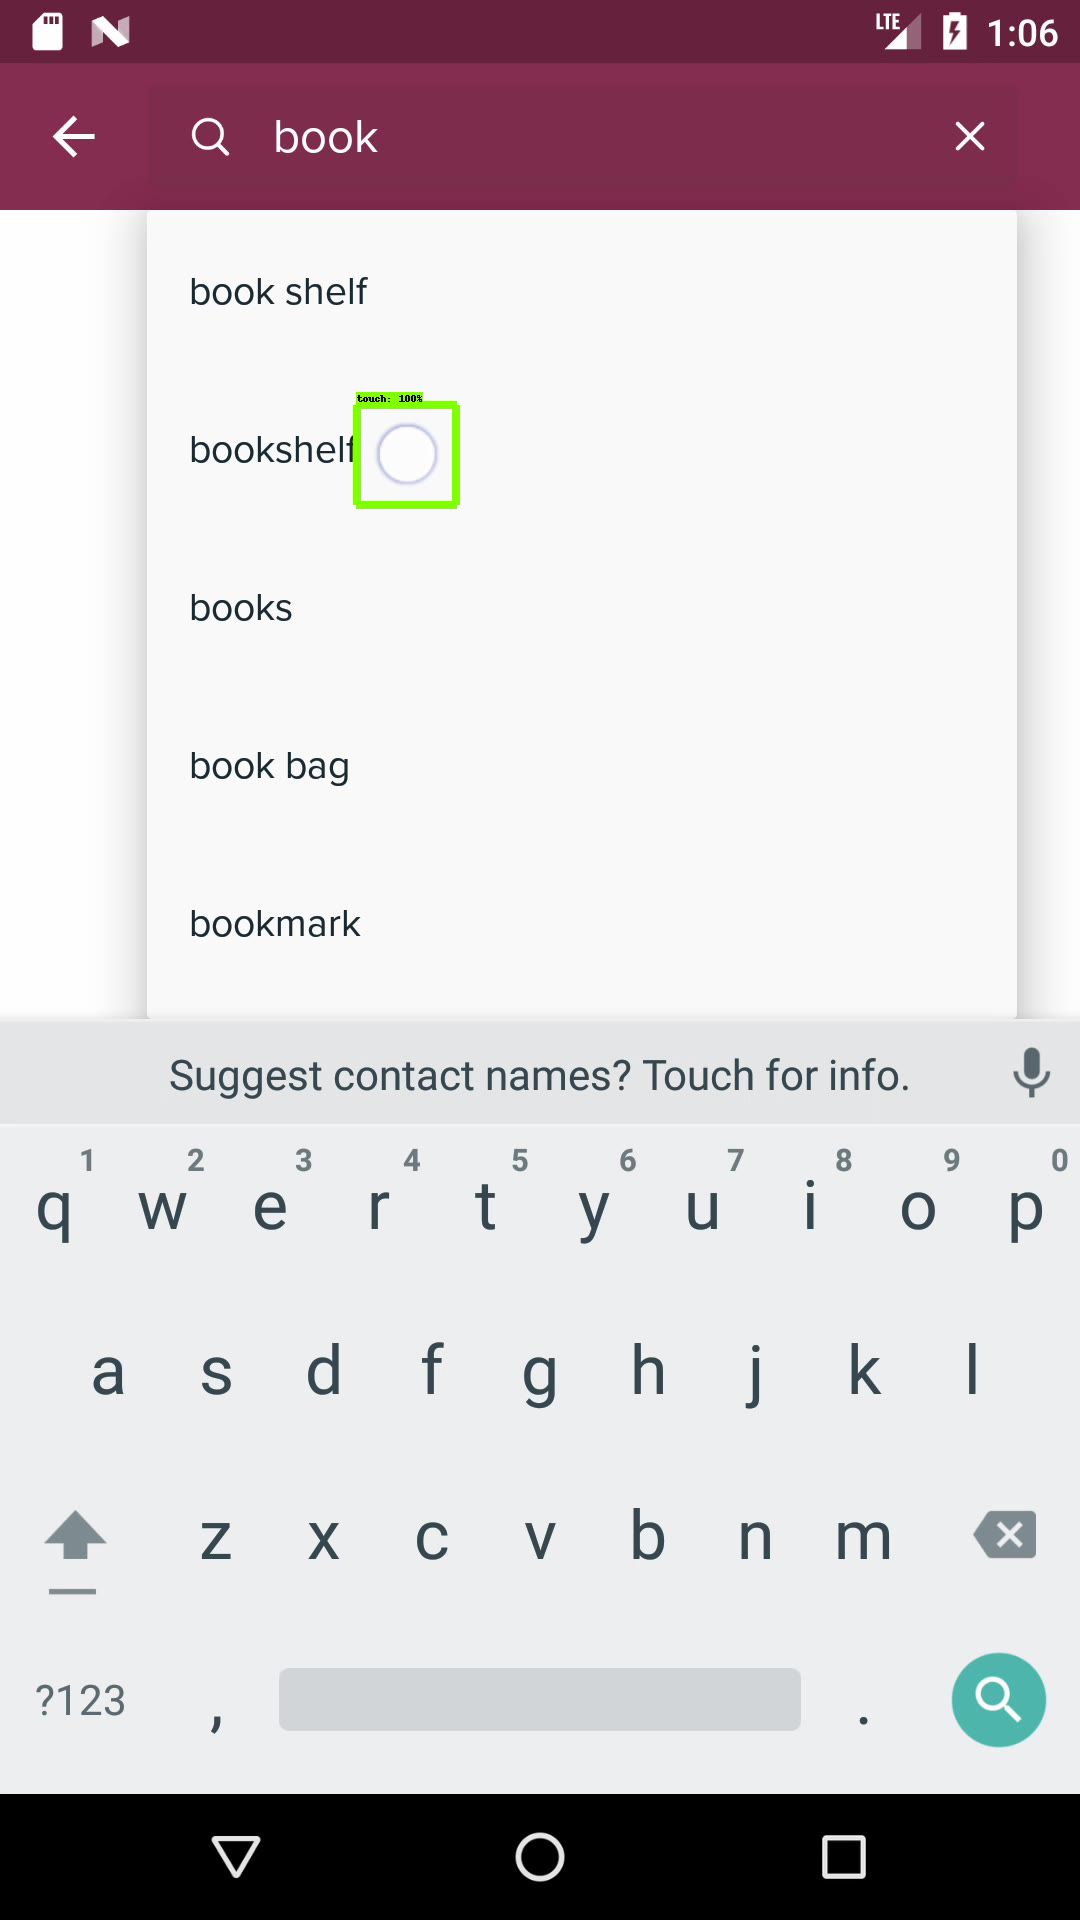 LTE 1:06
book
book shelf
touch: 100%
bookshelf
books
book bag
bookmark
Suggest contact names? Touch for info.
1 2 3 4 5 6 7 8 9 0
q w e r t y u i o p
a s d f g h j k l
z x c v b n m
?123 , .